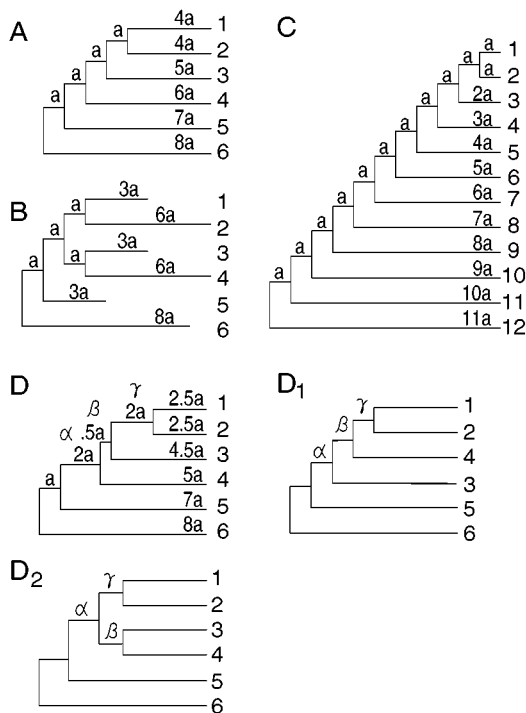 A
4a 1
a 4a 2
a 5a 3
a 6a 4
a 7a 5
8a 6
B
3a 1
a 6a 2
a 3a 3
a a 6a 4
3a 5
8a 6
C
a 1
a a 2
a 2a 3
a 3a 4
a 4a 5
a 5a 6
a 6a 7
a 7a 8
a 8a 9
a 9a 10
a 10a 11
11a 12
D
γ 2.5a 1
β 2a 2.5a 2
α .5a 4.5a 3
2a 5a 4
a 7a 5
8a 6
D1
γ 1
β 2
4
α 3
5
6
D2
γ 1
α 2
β 3
4
5
6